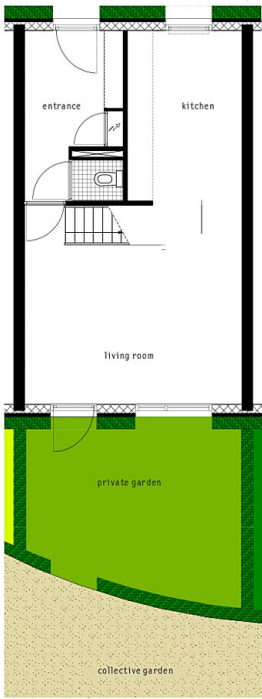 entrance
kitchen
living room
private garden
collective garden